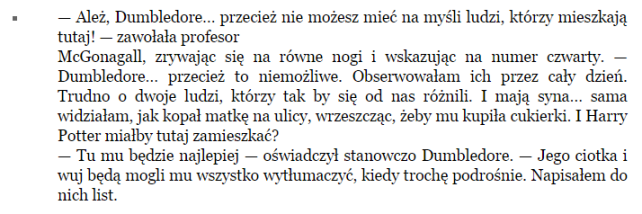 — Ależ, Dumbledore... przecież nie możesz mieć na myśli ludzi, którzy mieszkają
tutaj! — zawołała profesor
McGonagall, zrywając się na równe nogi i wskazując na numer czwarty. —
Dumbledore... przecież to niemożliwe. Obserwowałam ich przez cały dzień.
Trudno o dwoje ludzi, którzy tak by się od nas różnili. I mają syna... sama
widziałam, jak kopał matkę na ulicy, wrzeszcząc, żeby mu kupiła cukierki. I Harry
Potter miałby tutaj zamieszkać?
— Tu mu będzie najlepiej — oświadczył stanowczo Dumbledore. — Jego ciotka i
wuj będą mogli mu wszystko wytłumaczyć, kiedy trochę podrośnie. Napisałem do
nich list.